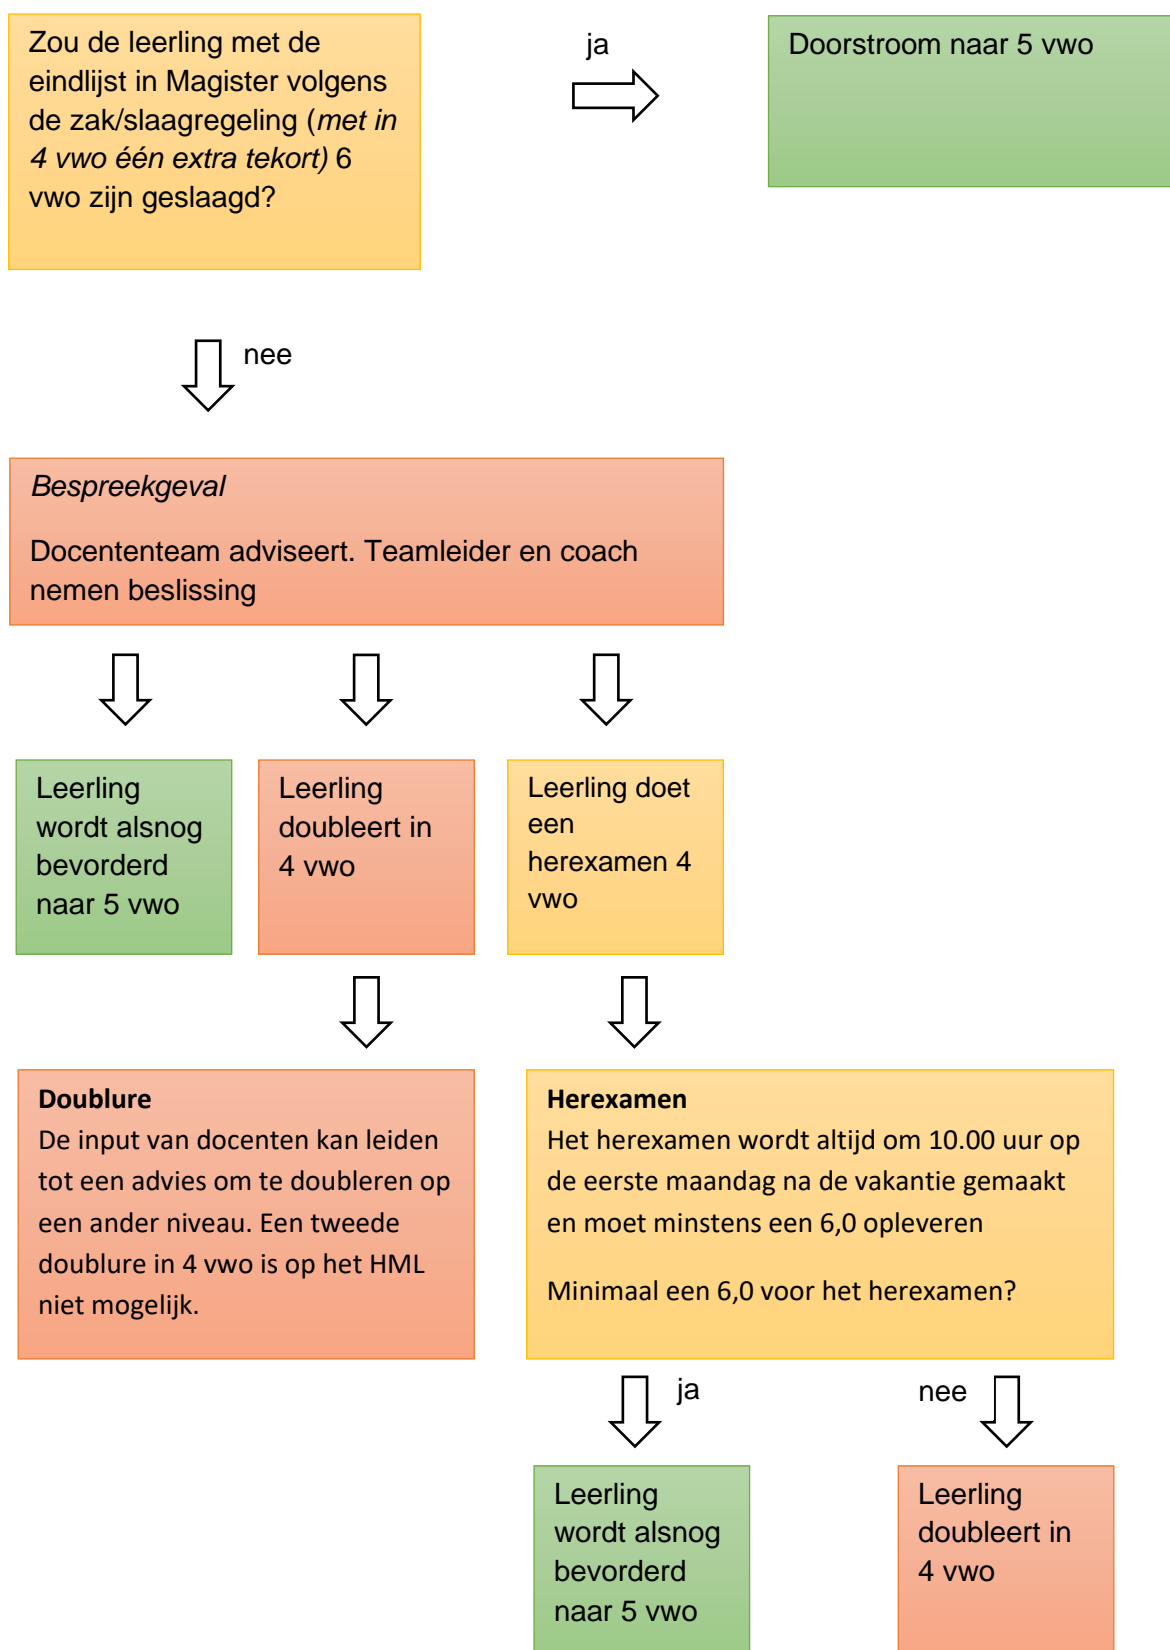 Zou de leerling met de
eindlijst in Magister volgens
de zak/slaagregeling (met in
4 vwo één extra tekort) 6
vwo zijn geslaagd?
ja
Doorstroom naar 5 vwo
nee
Bespreekgeval
Docententeam adviseert. Teamleider en coach
nemen beslissing
Leerling
wordt alsnog
bevorderd
naar 5 vwo
Leerling
doubleert in
4 vwo
Leerling doet
een
herexamen 4
vwo
Doublure
De input van docenten kan leiden
tot een advies om te doubleren op
een ander niveau. Een tweede
doublure in 4 vwo is op het HML
niet mogelijk.
Herexamen
Het herexamen wordt altijd om 10.00 uur op
de eerste maandag na de vakantie gemaakt
en moet minstens een 6,0 opleveren
Minimaal een 6,0 voor het herexamen?
ja
nee
Leerling
wordt alsnog
bevorderd
naar 5 vwo
Leerling
doubleert in
4 vwo